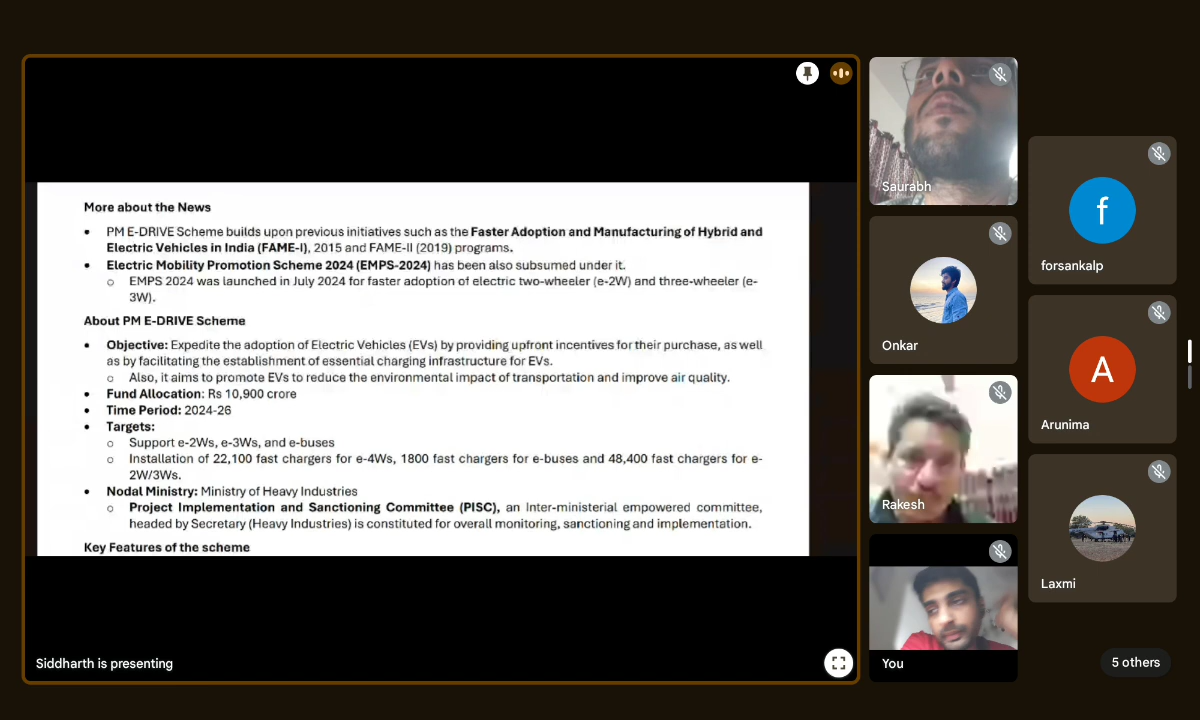 More about the News
• PM E-DRIVE Scheme builds upon previous initiatives such as the Faster Adoption and Manufacturing of Hybrid and
Electric Vehicles in India (FAME-I), 2015 and FAME-II (2019) programs.
• Electric Mobility Promotion Scheme 2024 (EMPS-2024) has been also subsumed under it.
o EMPS 2024 was launched in July 2024 for faster adoption of electric two-wheeler (e-2W) and three-wheeler (e-
3W).
About PM E-DRIVE Scheme
• Objective: Expedite the adoption of Electric Vehicles (EVs) by providing upfront incentives for their purchase, as well
as by facilitating the establishment of essential charging infrastructure for EVs.
o Also, it aims to promote EVs to reduce the environmental impact of transportation and improve air quality.
• Fund Allocation: Rs 10,900 crore
• Time Period: 2024-26
• Targets:
o Support e-2Ws, e-3Ws, and e-buses
o Installation of 22,100 fast chargers for e-4Ws, 1800 fast chargers for e-buses and 48,400 fast chargers for e-
2W/3Ws.
• Nodal Ministry: Ministry of Heavy Industries
o Project Implementation and Sanctioning Committee (PISC), an Inter-ministerial empowered committee,
headed by Secretary (Heavy Industries) is constituted for overall monitoring, sanctioning and implementation.
Key Features of the scheme
Siddharth is presenting
Saurabh
Onkar
Rakesh
You
f
forsankalp
A
Arunima
Laxmi
5 others